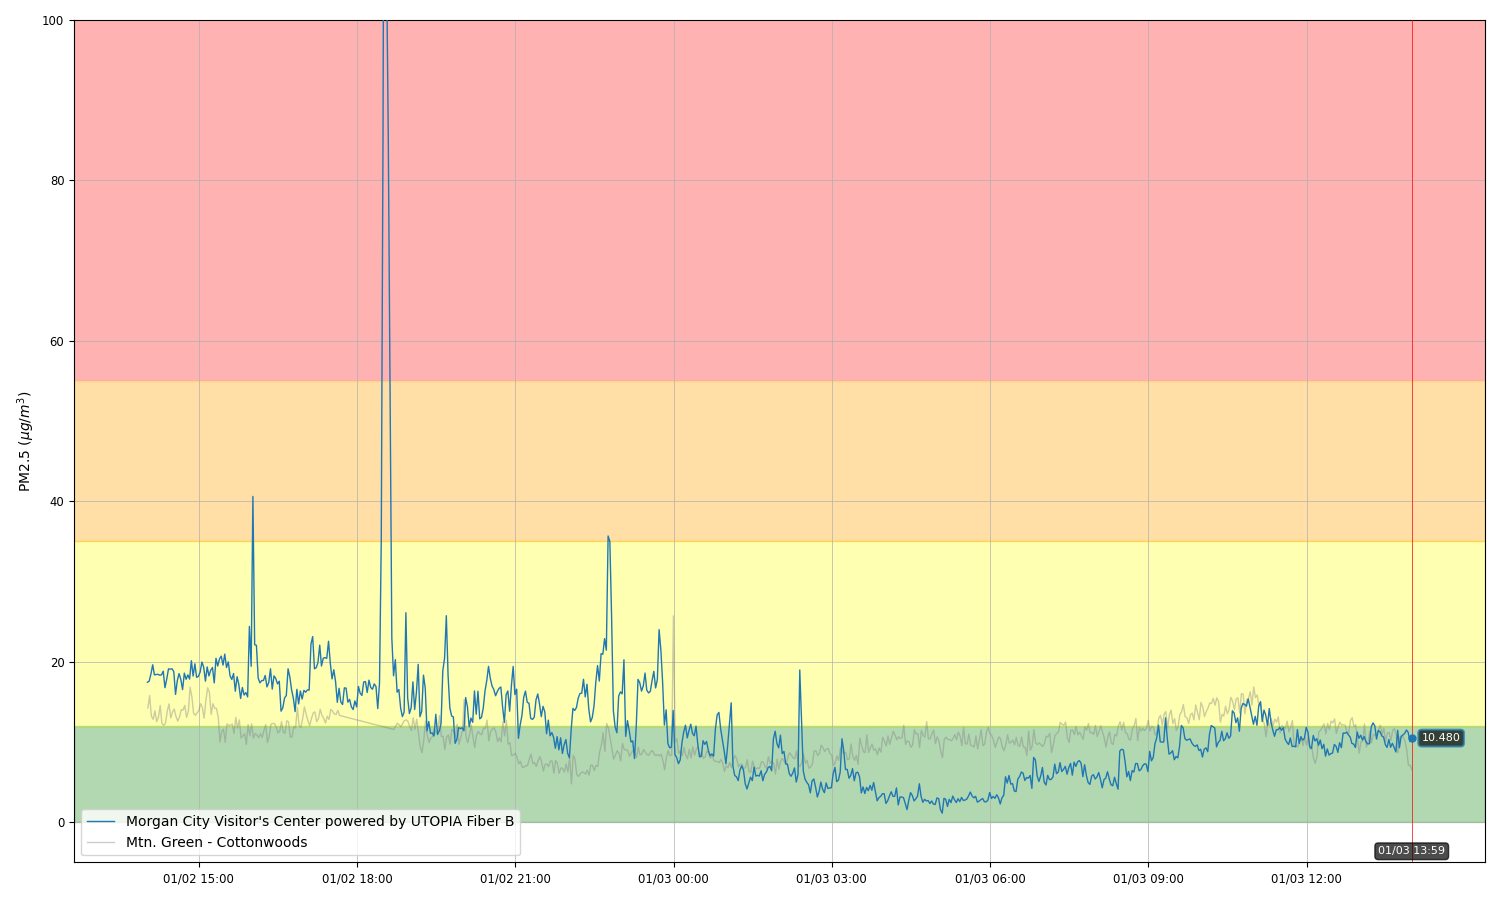 100
80
60
40
20
0
PM2.5 (μg/m³)
Morgan City Visitor's Center powered by UTOPIA Fiber B
Mtn. Green - Cottonwoods
10.480
01/03 13:59
01/02 15:00 01/02 18:00 01/02 21:00 01/03 00:00 01/03 03:00 01/03 06:00 01/03 09:00 01/03 12:00